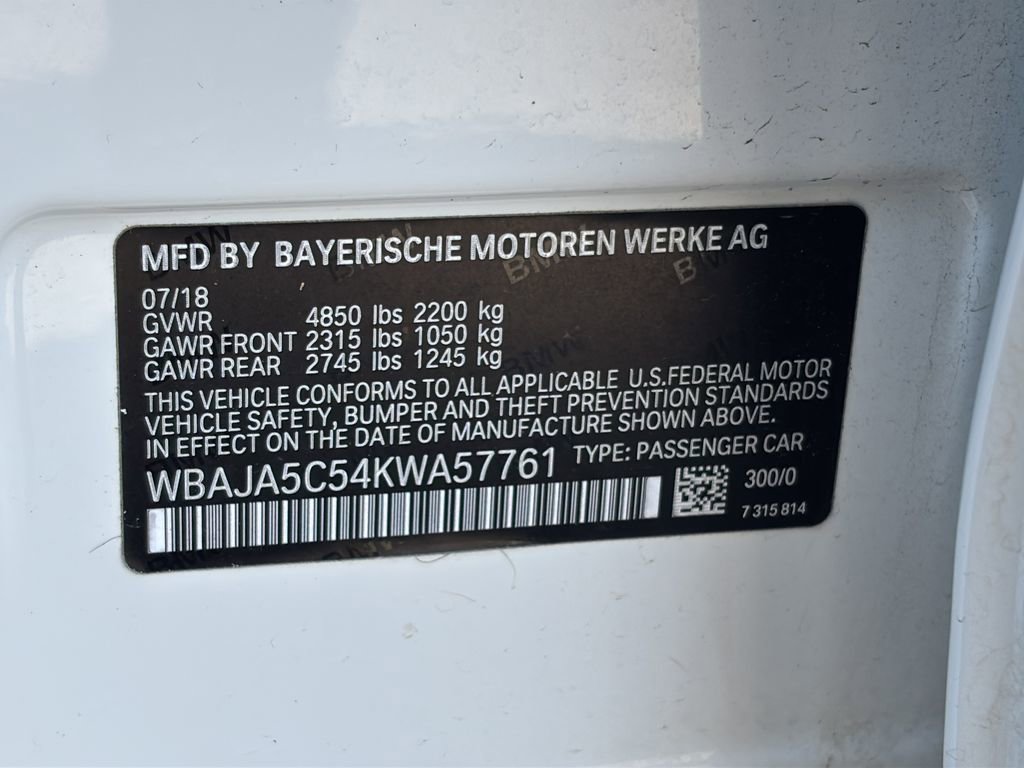 MFD BY BAYERISCHE MOTOREN WERKE AG
07/18
GVWR 4850 lbs 2200 kg
GAWR FRONT 2315 lbs 1050 kg
GAWR REAR 2745 lbs 1245 kg
THIS VEHICLE CONFORMS TO ALL APPLICABLE U.S.FEDERAL MOTOR
VEHICLE SAFETY, BUMPER AND THEFT PREVENTION STANDARDS
IN EFFECT ON THE DATE OF MANUFACTURE SHOWN ABOVE.
WBAJA5C54KWA57761 TYPE: PASSENGER CAR
300/0
7 315 814